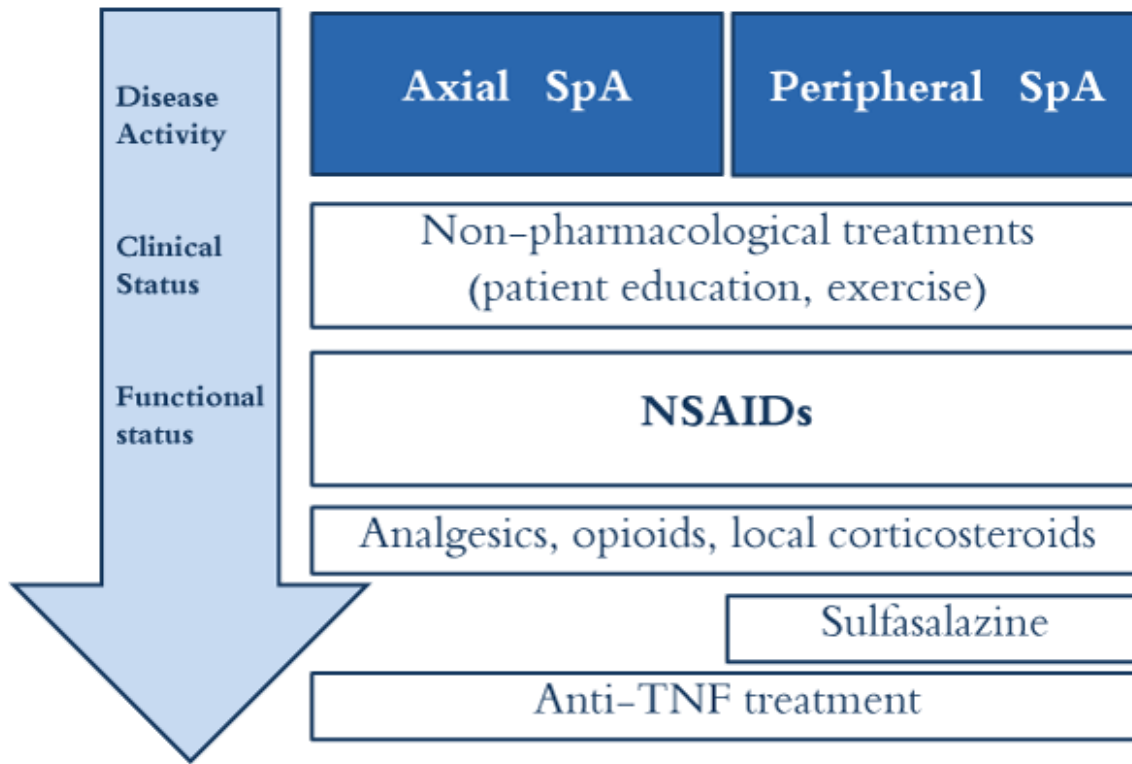 Disease
Activity
Clinical
Status
Functional
status
Axial SpA
Peripheral SpA
Non-pharmacological treatments
(patient education, exercise)
NSAIDs
Analgesics, opioids, local corticosteroids
Sulfasalazine
Anti-TNF treatment